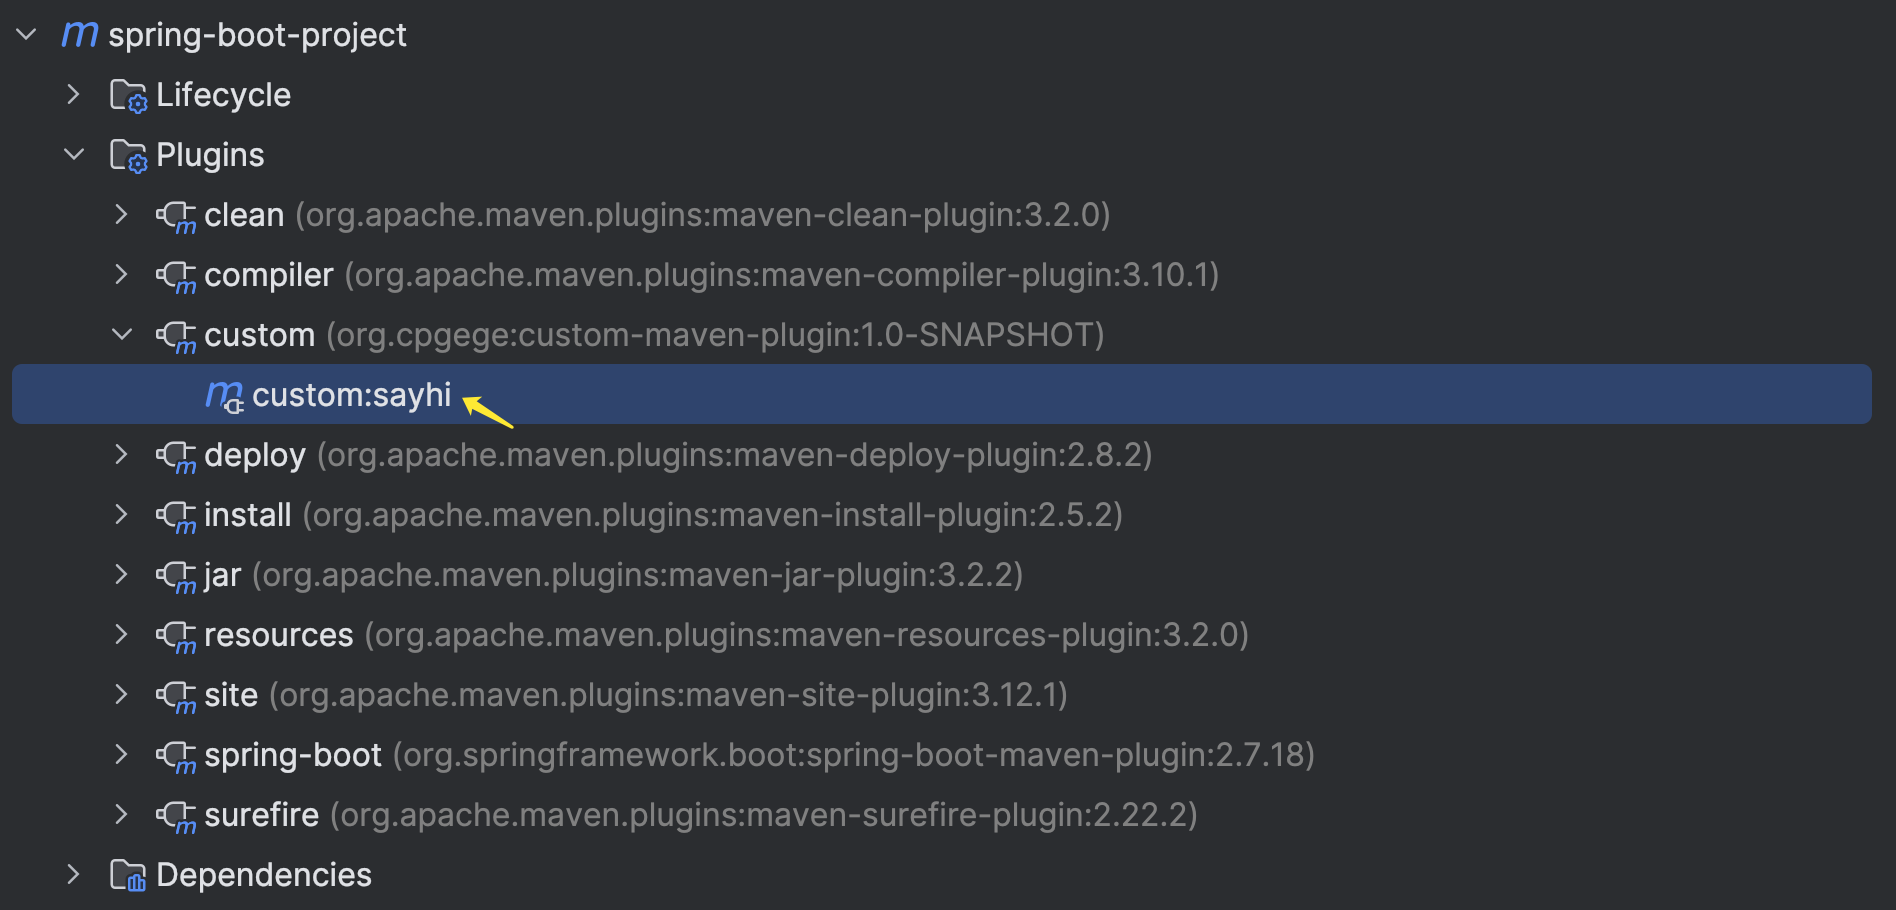 spring-boot-project
Lifecycle
Plugins
clean (org.apache.maven.plugins:maven-clean-plugin:3.2.0)
compiler (org.apache.maven.plugins:maven-compiler-plugin:3.10.1)
custom (org.cpgege:custom-maven-plugin:1.0-SNAPSHOT)
custom:sayhi
deploy (org.apache.maven.plugins:maven-deploy-plugin:2.8.2)
install (org.apache.maven.plugins:maven-install-plugin:2.5.2)
jar (org.apache.maven.plugins:maven-jar-plugin:3.2.2)
resources (org.apache.maven.plugins:maven-resources-plugin:3.2.0)
site (org.apache.maven.plugins:maven-site-plugin:3.12.1)
spring-boot (org.springframework.boot:spring-boot-maven-plugin:2.7.18)
surefire (org.apache.maven.plugins:maven-surefire-plugin:2.22.2)
Dependencies